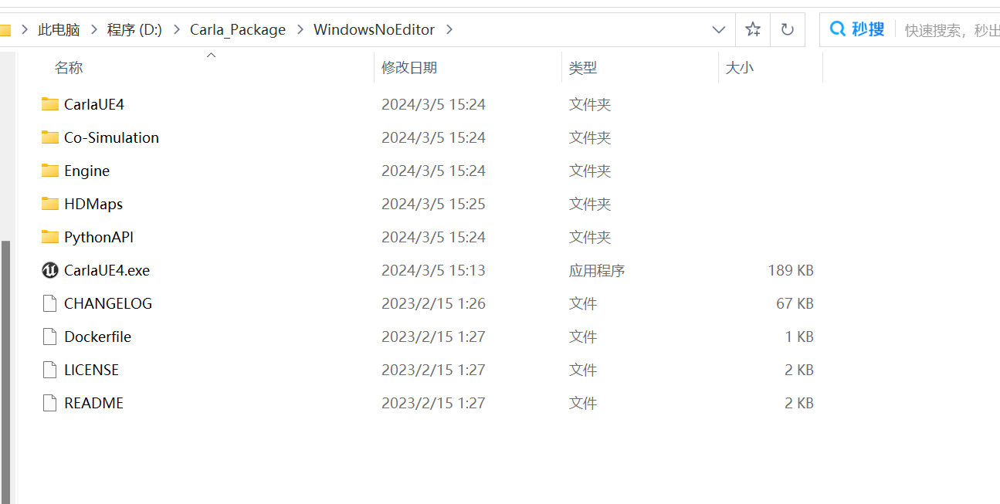 此电脑 程序 (D:) Carla_Package WindowsNoEditor 秒搜 快速搜索，秒出
名称 修改日期 类型 大小
CarlaUE4 2024/3/5 15:24 文件夹
Co-Simulation 2024/3/5 15:24 文件夹
Engine 2024/3/5 15:24 文件夹
HDMaps 2024/3/5 15:25 文件夹
PythonAPI 2024/3/5 15:24 文件夹
CarlaUE4.exe 2024/3/5 15:13 应用程序 189 KB
CHANGELOG 2023/2/15 1:26 文件 67 KB
Dockerfile 2023/2/15 1:27 文件 1 KB
LICENSE 2023/2/15 1:27 文件 2 KB
README 2023/2/15 1:27 文件 2 KB